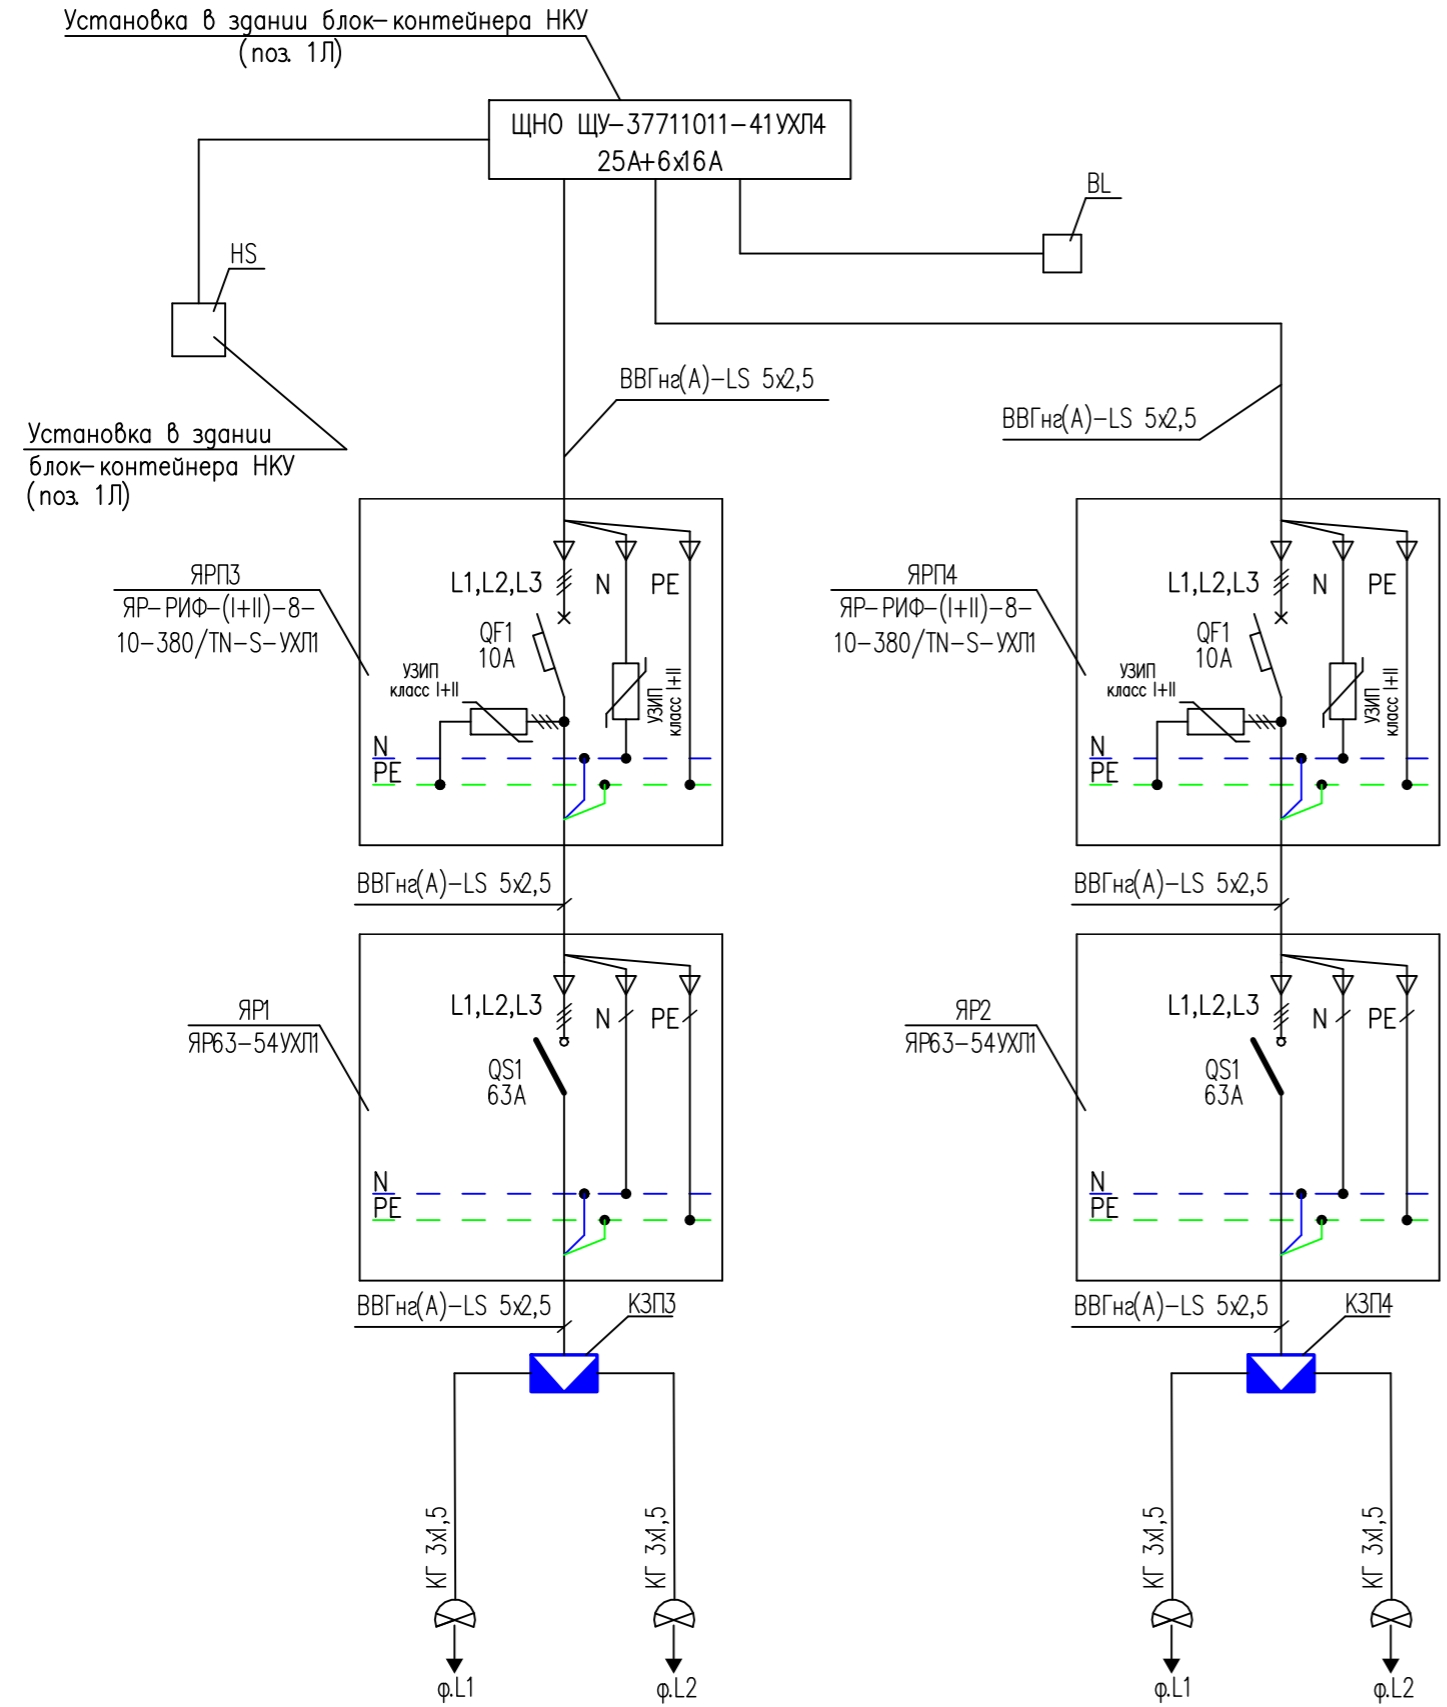 Установка в здании блок-контейнера НКУ
(поз. 1Л)
ЩНО ЩУ-37711011-41УХЛ4
25А+6х16А
BL
HS
ВВГнг(А)-LS 5х2,5
ВВГнг(А)-LS 5х2,5
Установка в здании
блок-контейнера НКУ
(поз. 1Л)
ЯРП3
ЯР-РИФ-(I+II)-8-
10-380/TN-S-УХЛ1
L1,L2,L3
N
PE
QF1
10А
УЗИП
класс I+II
УЗИП
класс I+II
N
PE
ЯРП4
ЯР-РИФ-(I+II)-8-
10-380/TN-S-УХЛ1
L1,L2,L3
N
PE
QF1
10А
УЗИП
класс I+II
УЗИП
класс I+II
N
PE
ВВГнг(А)-LS 5х2,5
ВВГнг(А)-LS 5х2,5
ЯР1
ЯР63-54УХЛ1
L1,L2,L3
N
PE
QS1
63А
N
PE
ЯР2
ЯР63-54УХЛ1
L1,L2,L3
N
PE
QS1
63А
N
PE
ВВГнг(А)-LS 5х2,5
КЗП3
ВВГнг(А)-LS 5х2,5
КЗП4
КГ 3х1,5
КГ 3х1,5
КГ 3х1,5
КГ 3х1,5
ф.L1
ф.L2
ф.L1
ф.L2